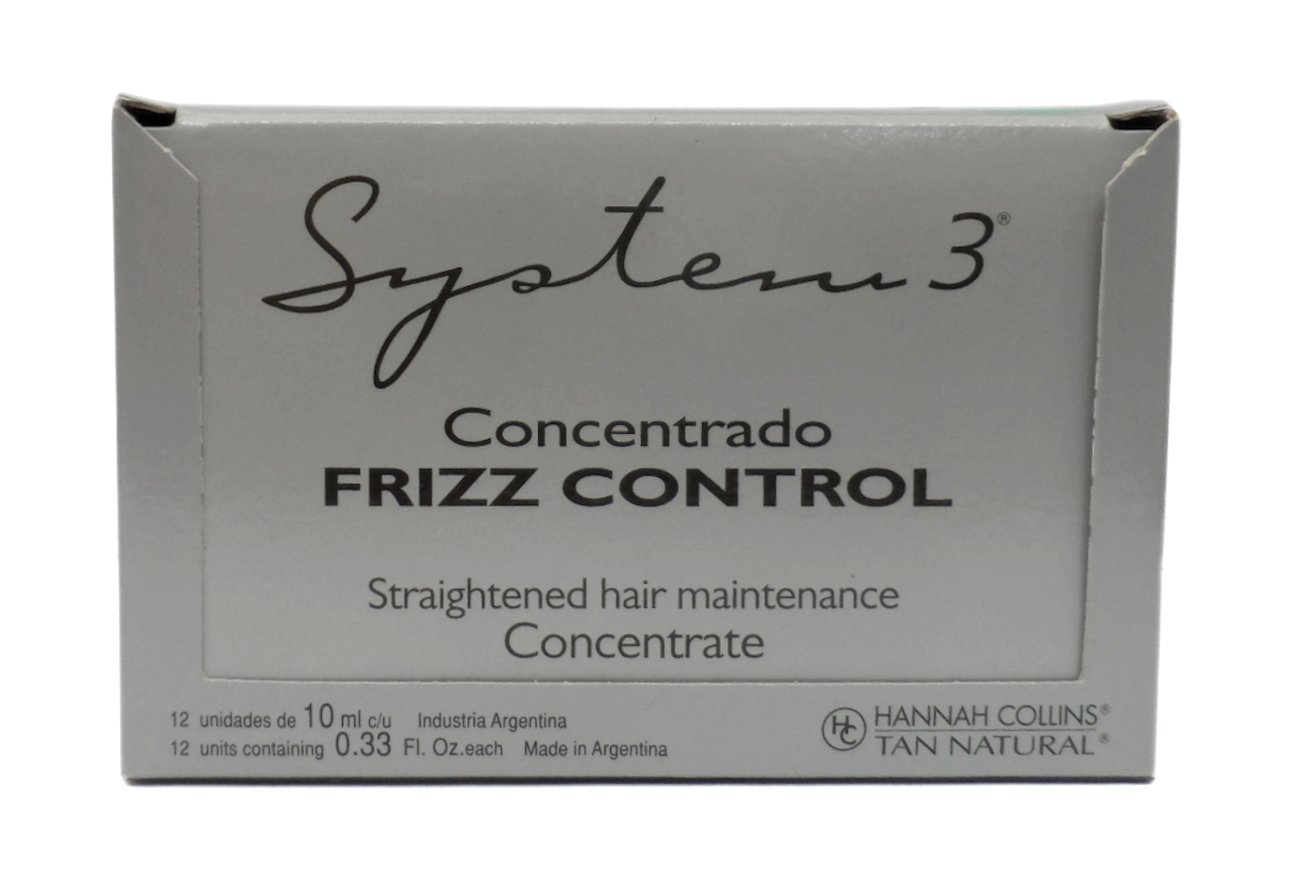 System 3®
Concentrado
FRIZZ CONTROL
Straightened hair maintenance
Concentrate
12 unidades de 10 ml c/u Industria Argentina
12 units containing 0.33 Fl. Oz.each Made in Argentina
HC HANNAH COLLINS®
TAN NATURAL®